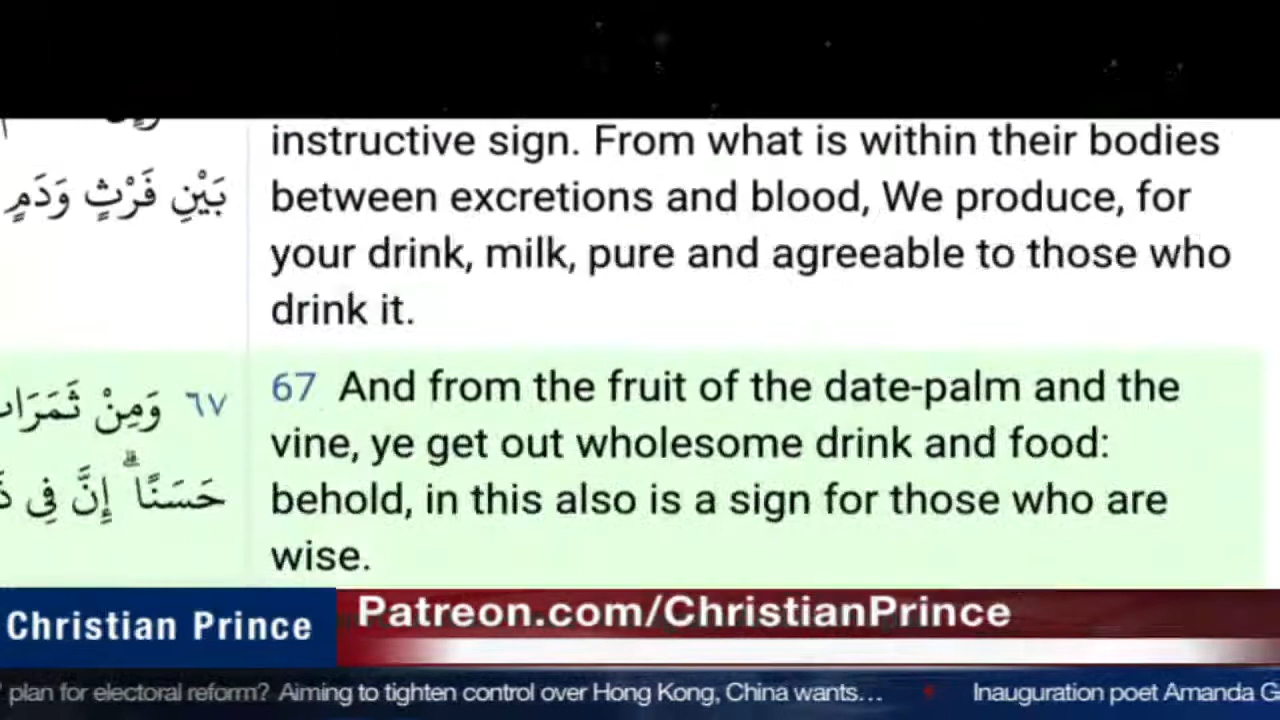 instructive sign. From what is within their bodies
بَيْنِ فَرْثٍ وَدَمٍ
between excretions and blood, We produce, for
your drink, milk, pure and agreeable to those who
drink it.
٦٧ وَمِنْ
67 And from the fruit of the date-palm and the
vine, ye get out wholesome drink and food:
حَسَنًا ۗ إِنَّ فِي
behold, in this also is a sign for those who are
wise.
Christian Prince
Patreon.com/ChristianPrince
plan for electoral reform? Aiming to tighten control over Hong Kong, China wants... Inauguration poet Amanda